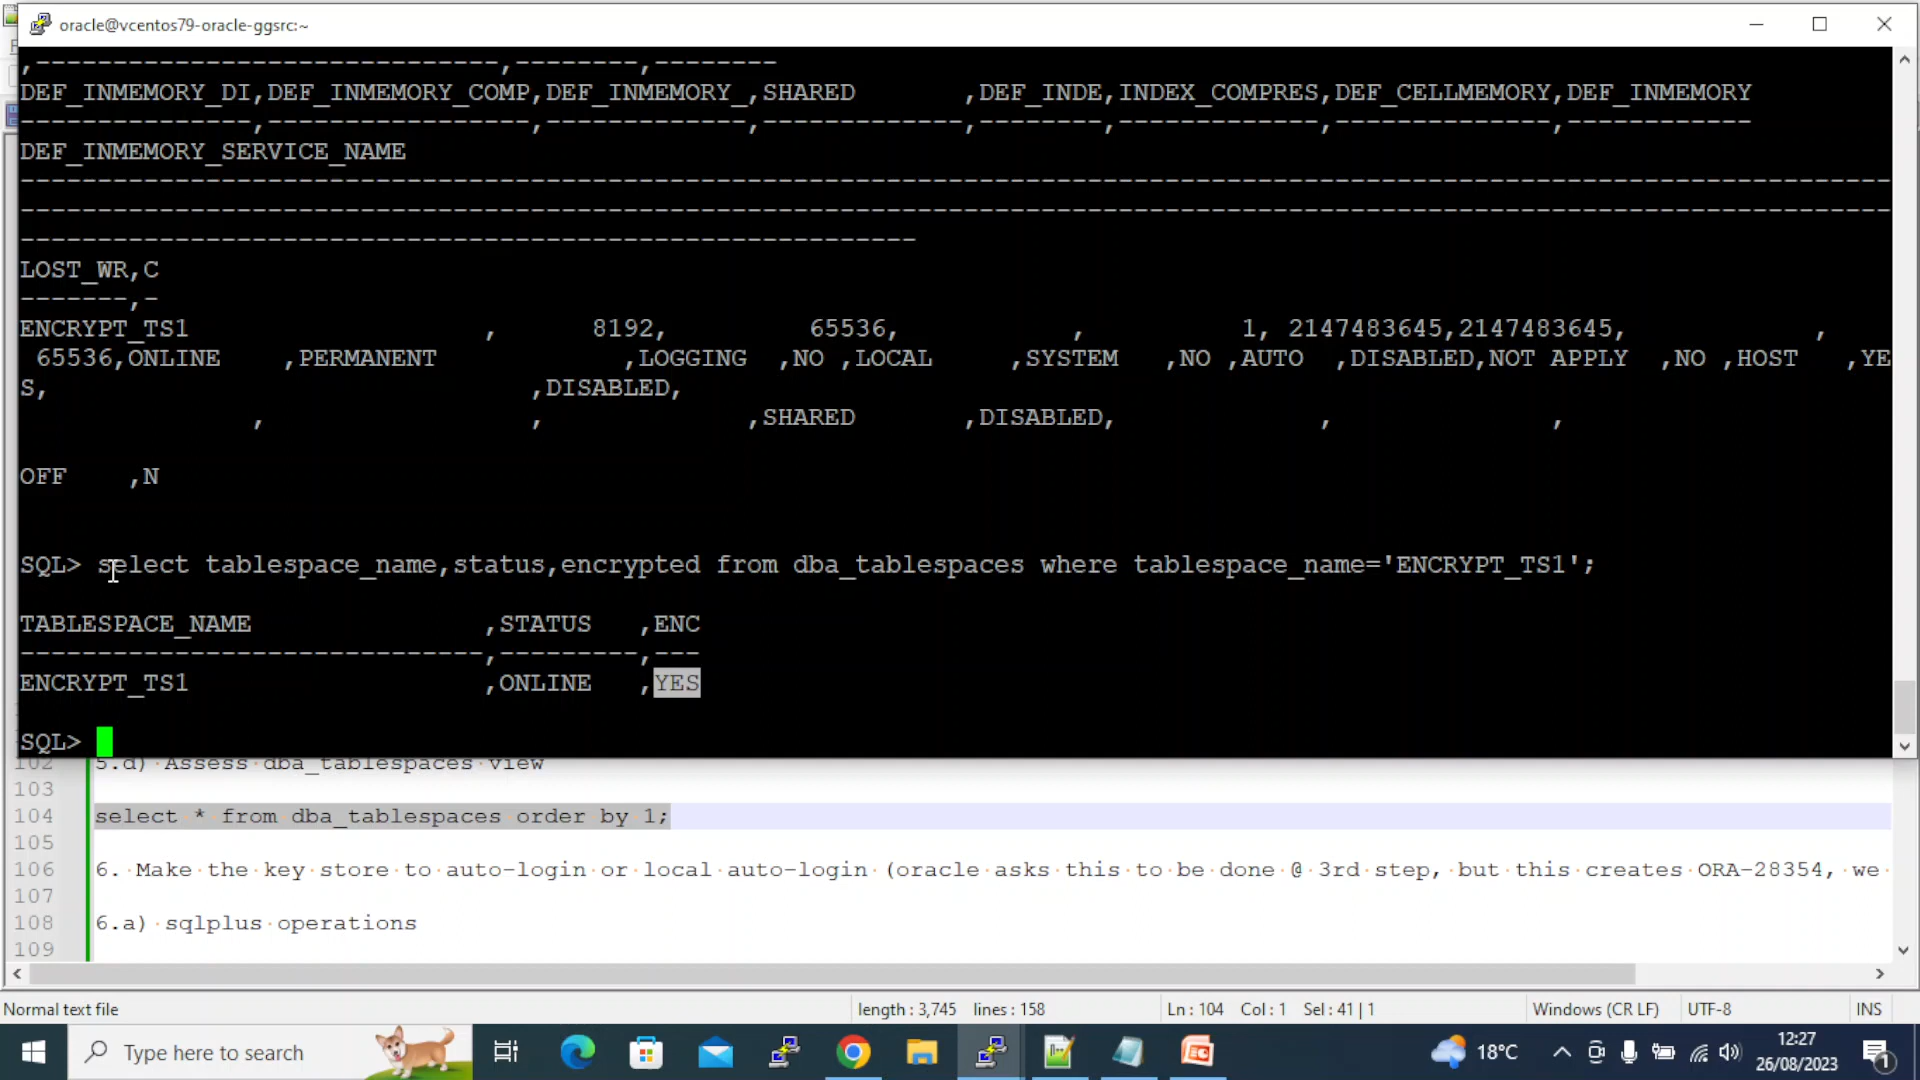 oracle@vcentos79-oracle-ggsrc:~
,------------------------------,--------,--------
DEF_INMEMORY_DI,DEF_INMEMORY_COMP,DEF_INMEMORY_,SHARED       ,DEF_INDE,INDEX_COMPRES,DEF_CELLMEMORY,DEF_INMEMORY
---------------,-----------------,-------------,-------------,--------,-------------,--------------,------------
DEF_INMEMORY_SERVICE_NAME
-------------------------------------------------------------------------------------------------------------------------
-------------------------------------------------------------------------------------------------------------------------
----------------------------------------------------------
LOST_WR,C
-------,-
ENCRYPT_TS1                   ,      8192,         65536,           ,          1, 2147483645,2147483645,            ,
 65536,ONLINE    ,PERMANENT            ,LOGGING  ,NO ,LOCAL     ,SYSTEM   ,NO ,AUTO  ,DISABLED,NOT APPLY  ,NO ,HOST   ,YE
S,                               ,DISABLED,
               ,                 ,             ,SHARED       ,DISABLED,             ,              ,
OFF    ,N
SQL> select tablespace_name,status,encrypted from dba_tablespaces where tablespace_name='ENCRYPT_TS1';
TABLESPACE_NAME               ,STATUS   ,ENC
------------------------------,---------,---
ENCRYPT_TS1                   ,ONLINE   ,YES
SQL>
102 5.d) Assess dba_tablespaces view
103
104 select * from dba_tablespaces order by 1;
105
106 6. Make the key store to auto-login or local auto-login (oracle asks this to be done @ 3rd step, but this creates ORA-28354, we
107
108 6.a) sqlplus operations
109
Normal text file length : 3,745 lines : 158 Ln : 104 Col : 1 Sel : 41 | 1 Windows (CR LF) UTF-8 INS
Type here to search 18°C 12:27
26/08/2023 1